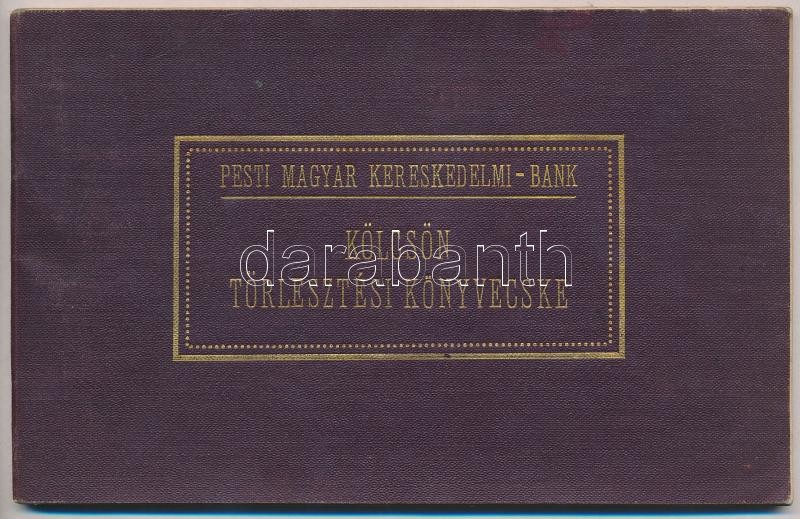 PESTI MAGYAR KERESKEDELMI-BANK
KÖLCSÖN
darabanth
TÖRLESZTÉSI KÖNYVECSKE